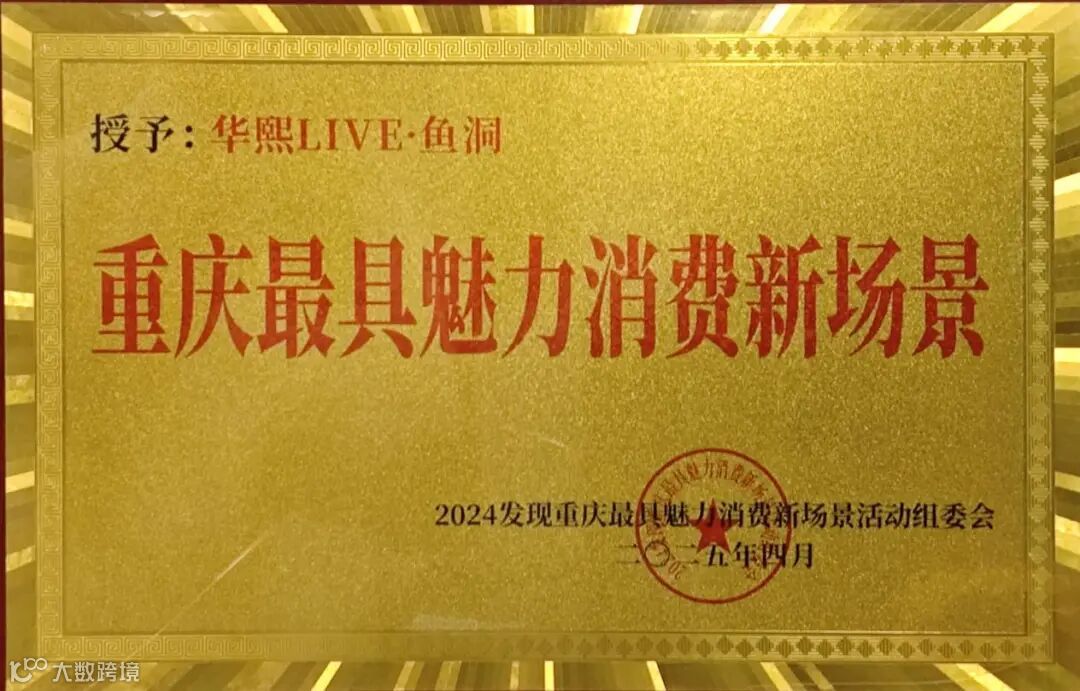 授予：华熙LIVE·鱼洞
重庆最具魅力消费新场景
2024发现重庆最具魅力消费新场景活动组委会
二〇二五年四月
大数跨境